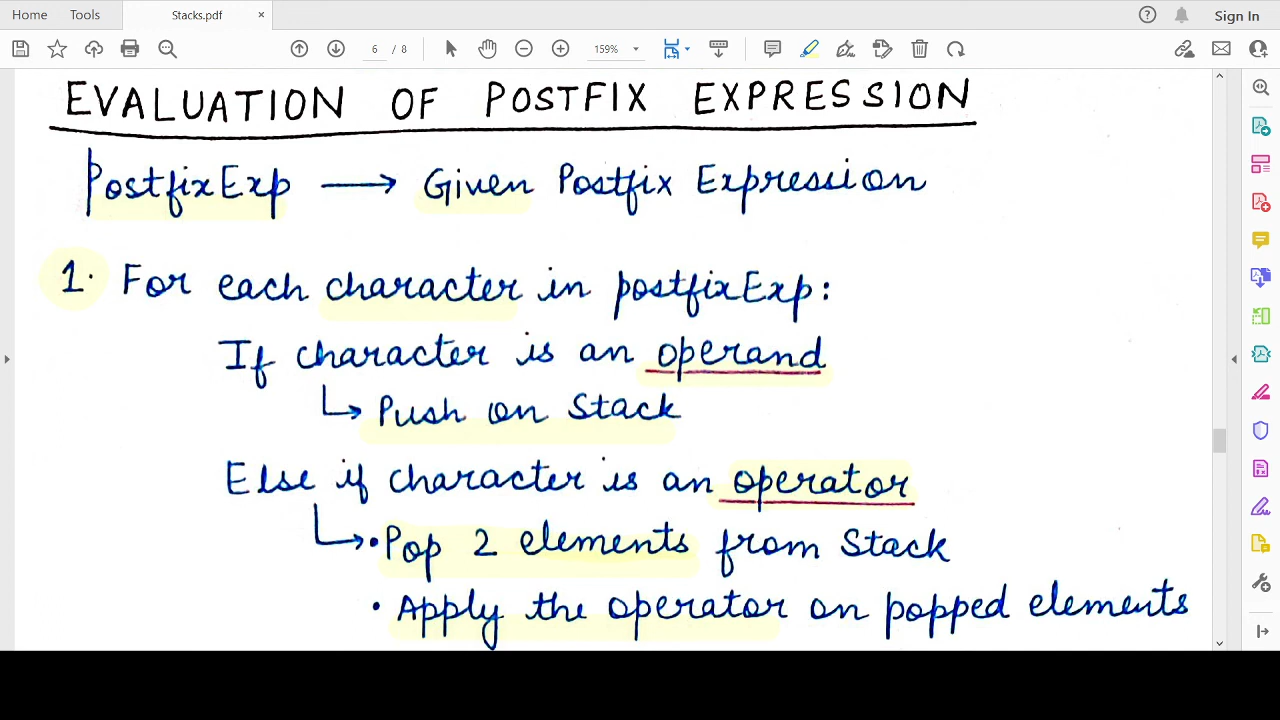 Home Tools Stacks.pdf × Sign In
6 / 8 159%
EVALUATION OF POSTFIX EXPRESSION
PostfixExp → Given Postfix Expression
1. For each character in postfixExp:
If character is an operand
↳ Push on Stack
Else if character is an operator
↳ • Pop 2 elements from Stack
• Apply the operator on popped elements